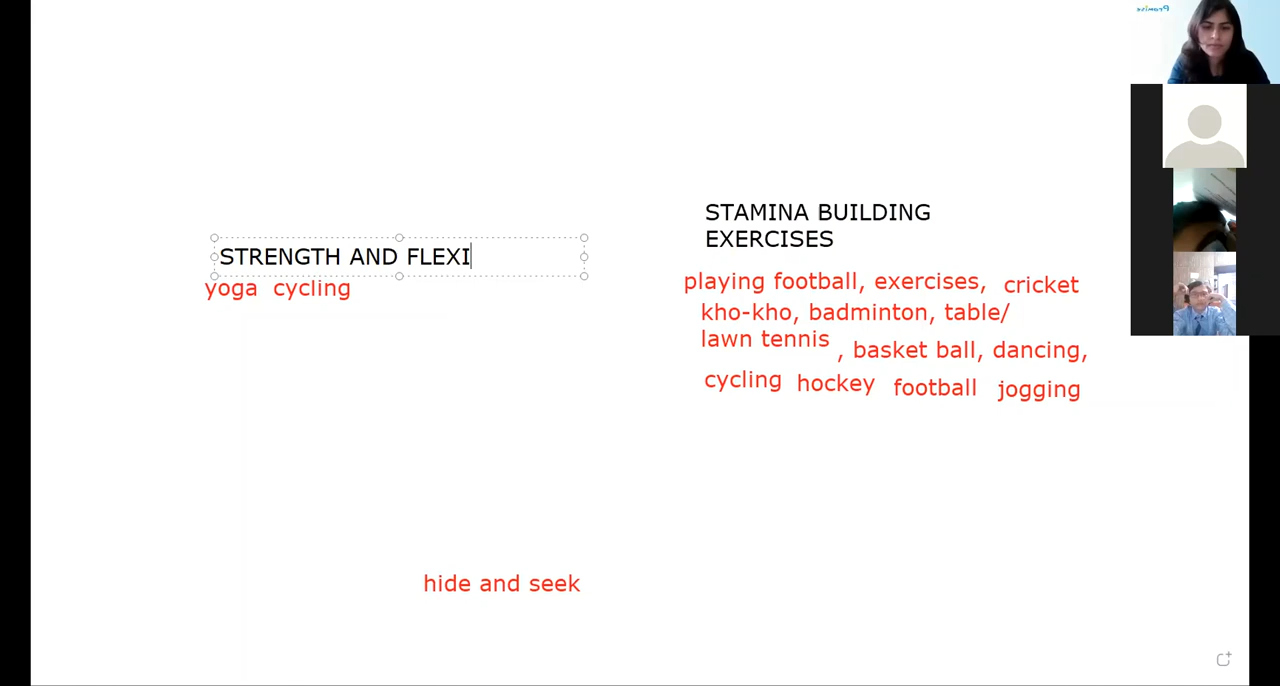 STRENGTH AND FLEXI
yoga cycling
STAMINA BUILDING
EXERCISES
playing football, exercises, cricket
kho-kho, badminton, table/
lawn tennis , basket ball, dancing,
cycling hockey football jogging
hide and seek